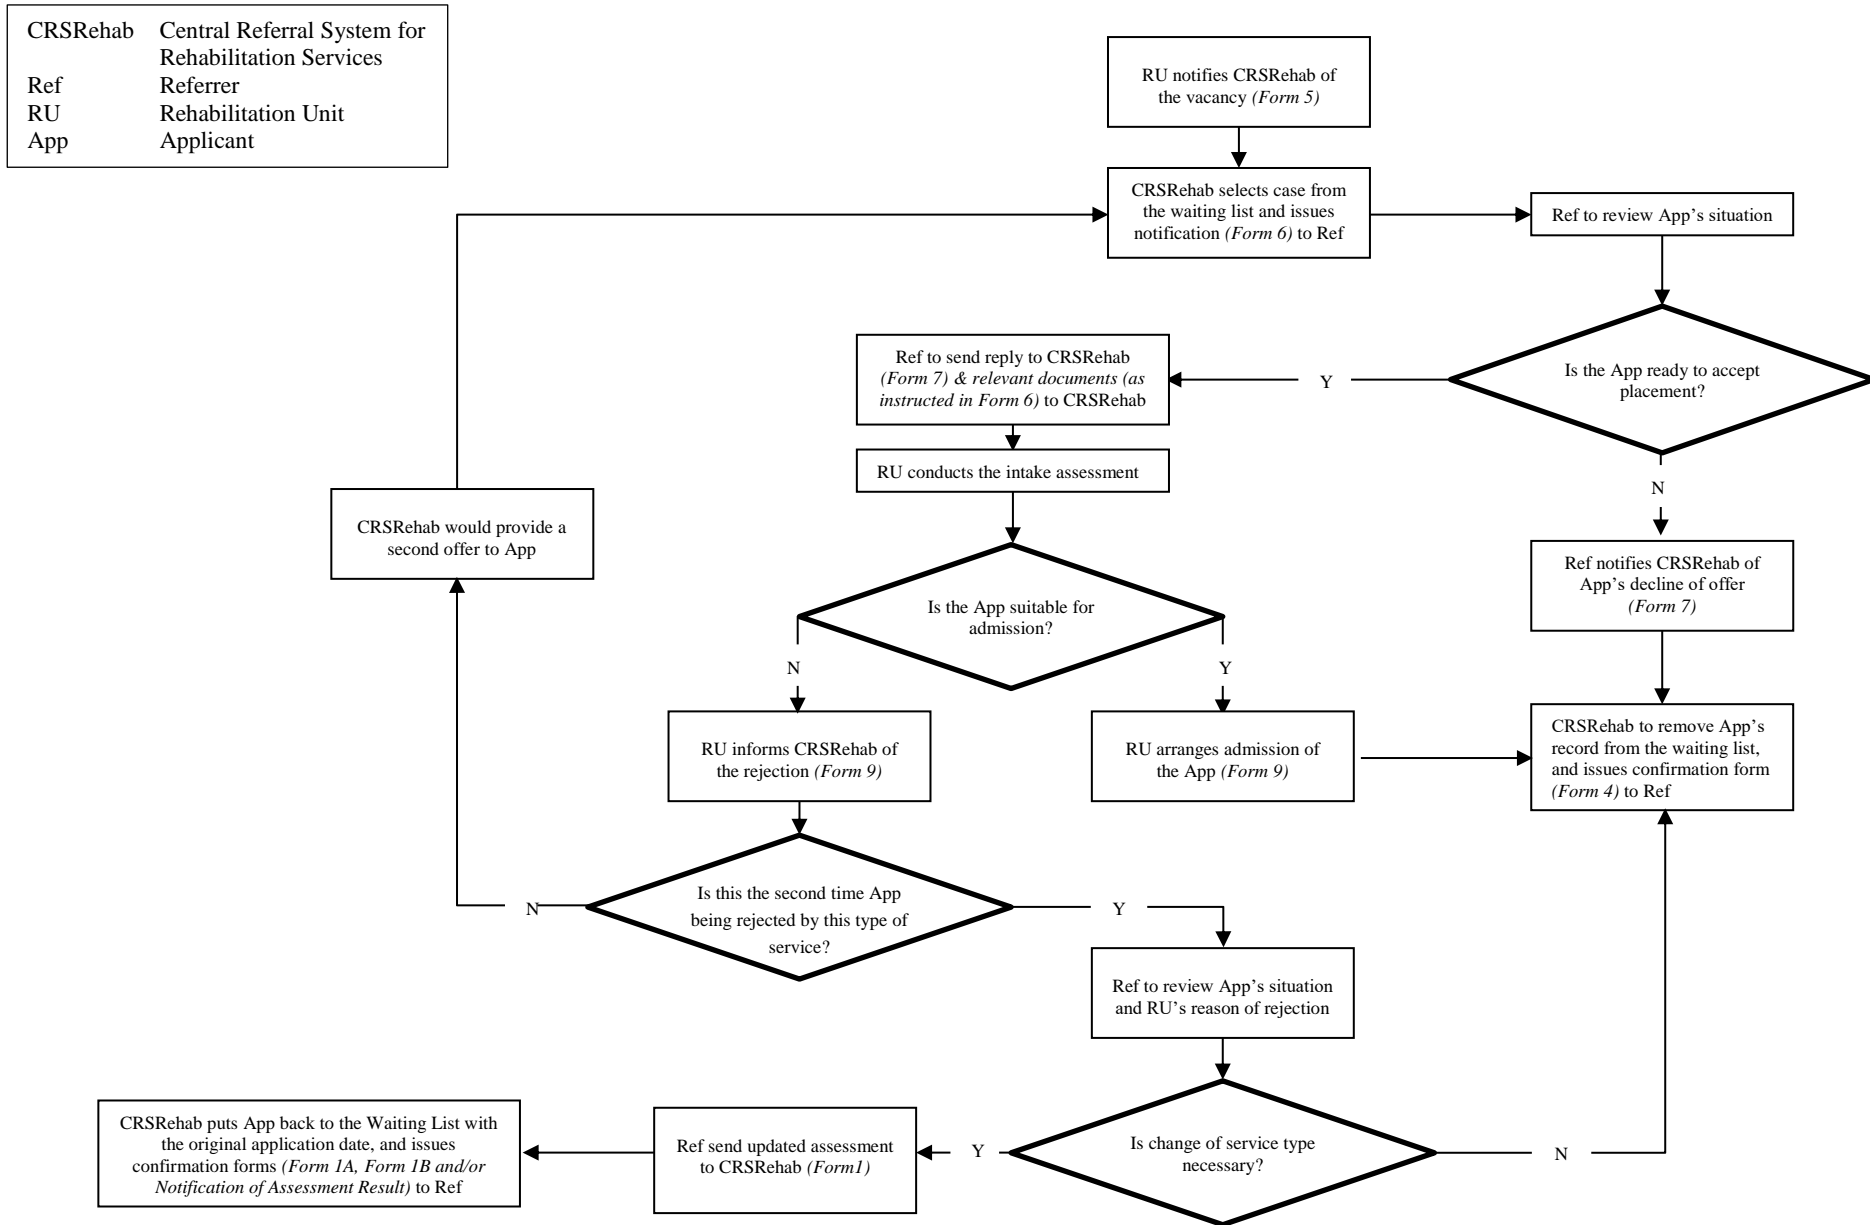 CRSRehab Central Referral System for
Rehabilitation Services
Ref Referrer
RU Rehabilitation Unit
App Applicant
RU notifies CRSRehab of
the vacancy (Form 5)
CRSRehab selects case from
the waiting list and issues
notification (Form 6) to Ref
Ref to review App’s situation
Is the App ready to accept
placement?
Y
Ref to send reply to CRSRehab
(Form 7) & relevant documents (as
instructed in Form 6) to CRSRehab
RU conducts the intake assessment
N
CRSRehab would provide a
second offer to App
Ref notifies CRSRehab of
App’s decline of offer
(Form 7)
Is the App suitable for
admission?
N
Y
RU informs CRSRehab of
the rejection (Form 9)
RU arranges admission of
the App (Form 9)
CRSRehab to remove App’s
record from the waiting list,
and issues confirmation form
(Form 4) to Ref
Is this the second time App
being rejected by this type of
service?
N
Y
Ref to review App’s situation
and RU’s reason of rejection
Is change of service type
necessary?
Y
N
Ref send updated assessment
to CRSRehab (Form1)
CRSRehab puts App back to the Waiting List with
the original application date, and issues
confirmation forms (Form 1A, Form 1B and/or
Notification of Assessment Result) to Ref